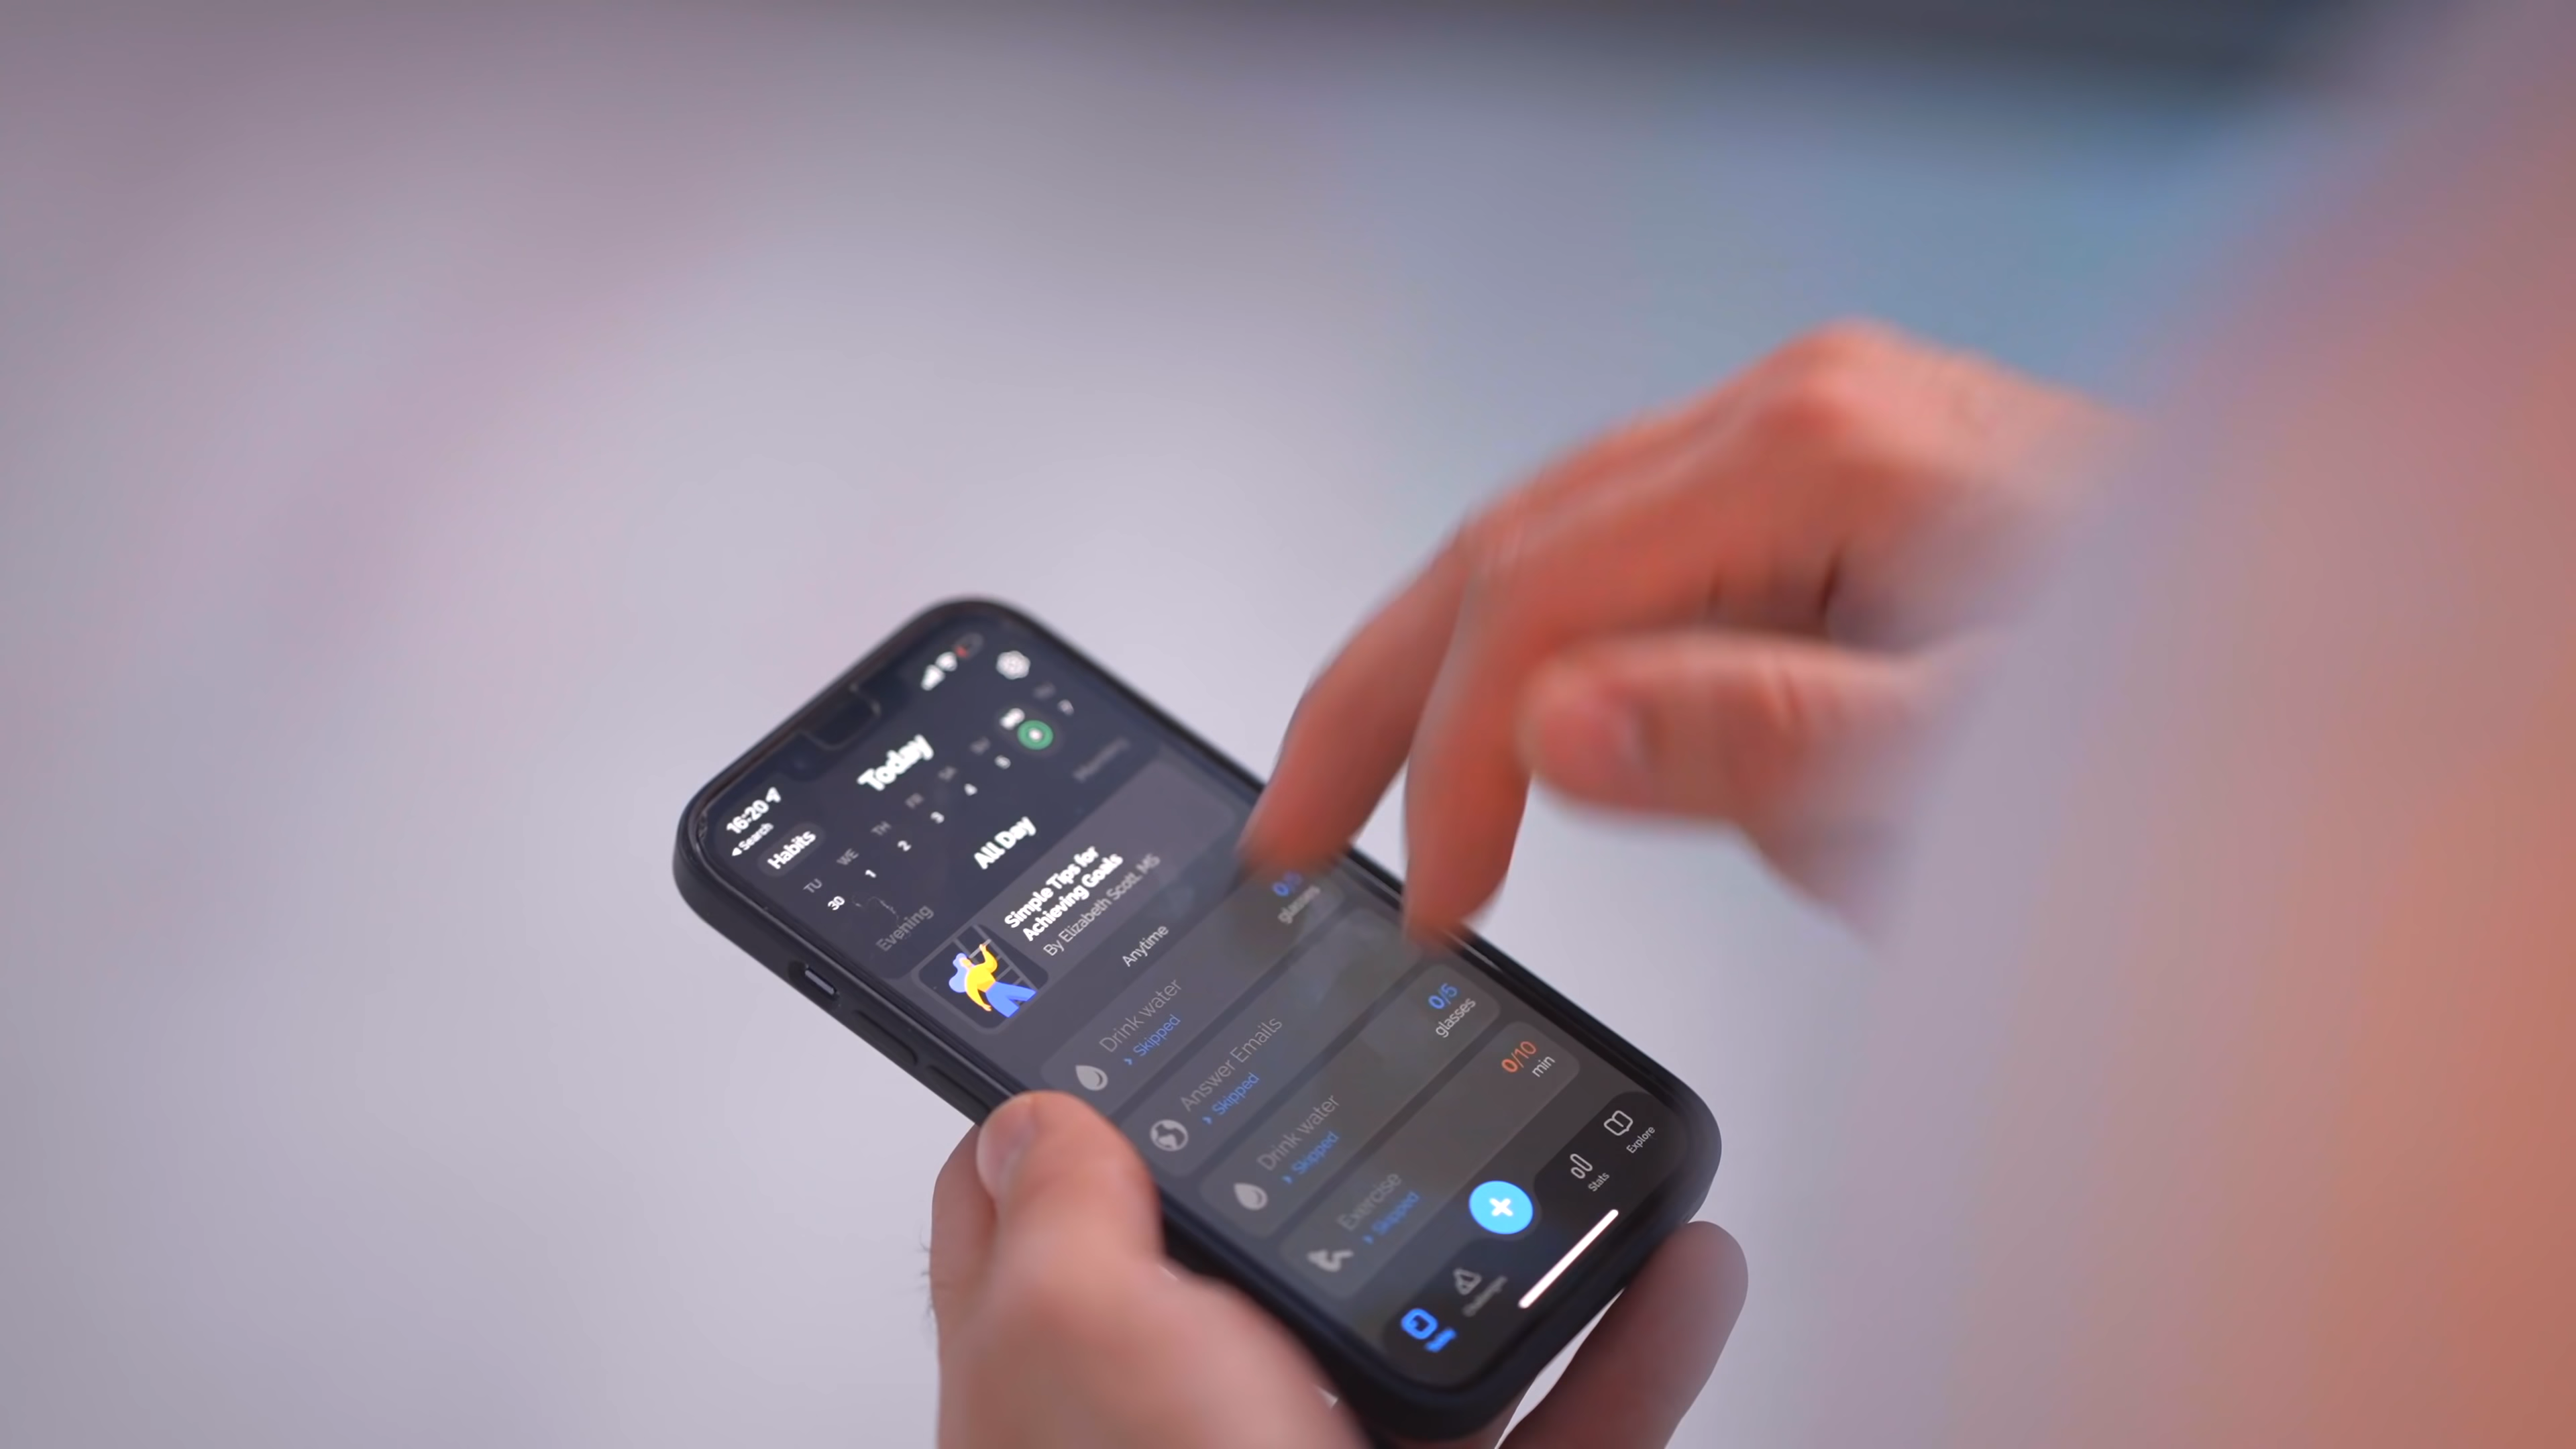 16:20
Search
Habits
Today
TU WE TH FR SA SU
30 1 2 3 4 5
Evening
All Day
Simple Tips for
Achieving Goals
By Elizabeth Scott, MS
Anytime
Drink water
Skipped
0/5
glasses
Answer Emails
Skipped
Drink water
Skipped
0/5
glasses
Exercise
Skipped
0/10
min
Today
Challenges
Stats
Explore